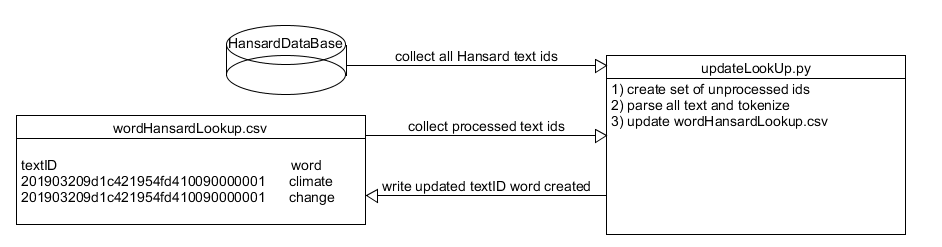 HansardDataBase
collect all Hansard text ids
updateLookUp.py
1) create set of unprocessed ids
2) parse all text and tokenize
3) update wordHansardLookup.csv
wordHansardLookup.csv
collect processed text ids
textID word
201903209d1c421954fd410090000001 climate
201903209d1c421954fd410090000001 change
write updated textID word created